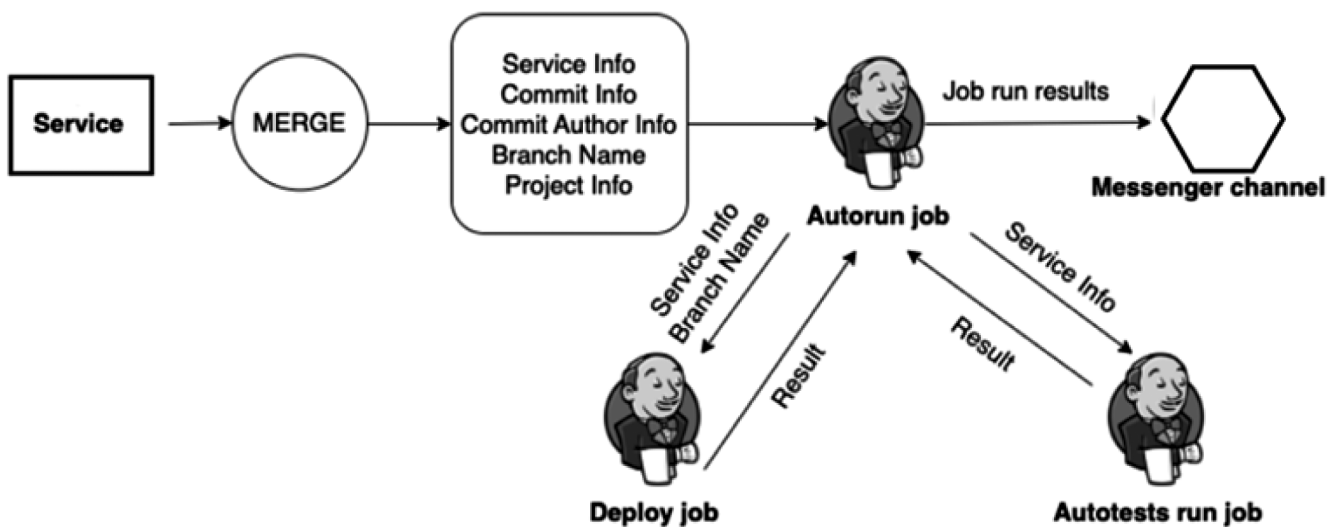 Service
MERGE
Service Info
Commit Info
Commit Author Info
Branch Name
Project Info
Job run results
Messenger channel
Autorun job
Service Info
Branch Name
Result
Service Info
Result
Deploy job
Autotests run job